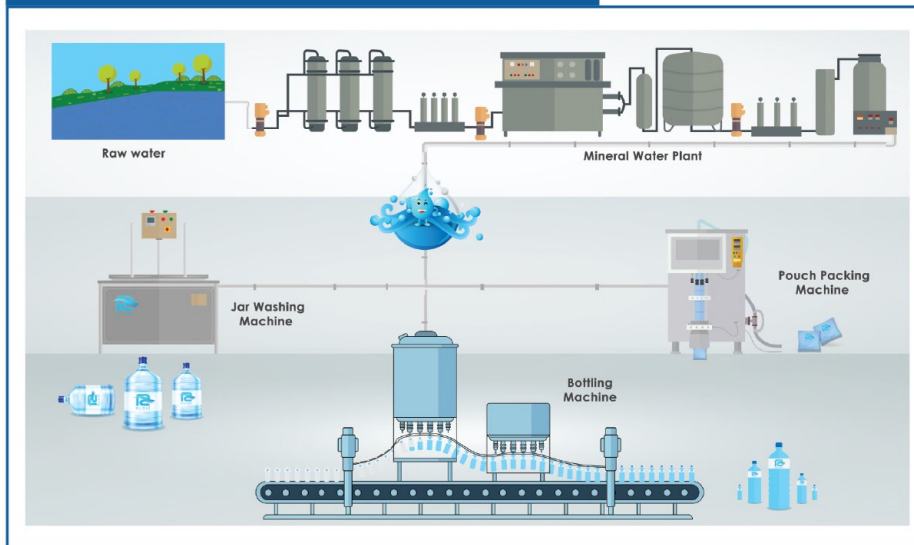 Raw water
Mineral Water Plant
Jar Washing
Machine
Pouch Packing
Machine
Bottling
Machine